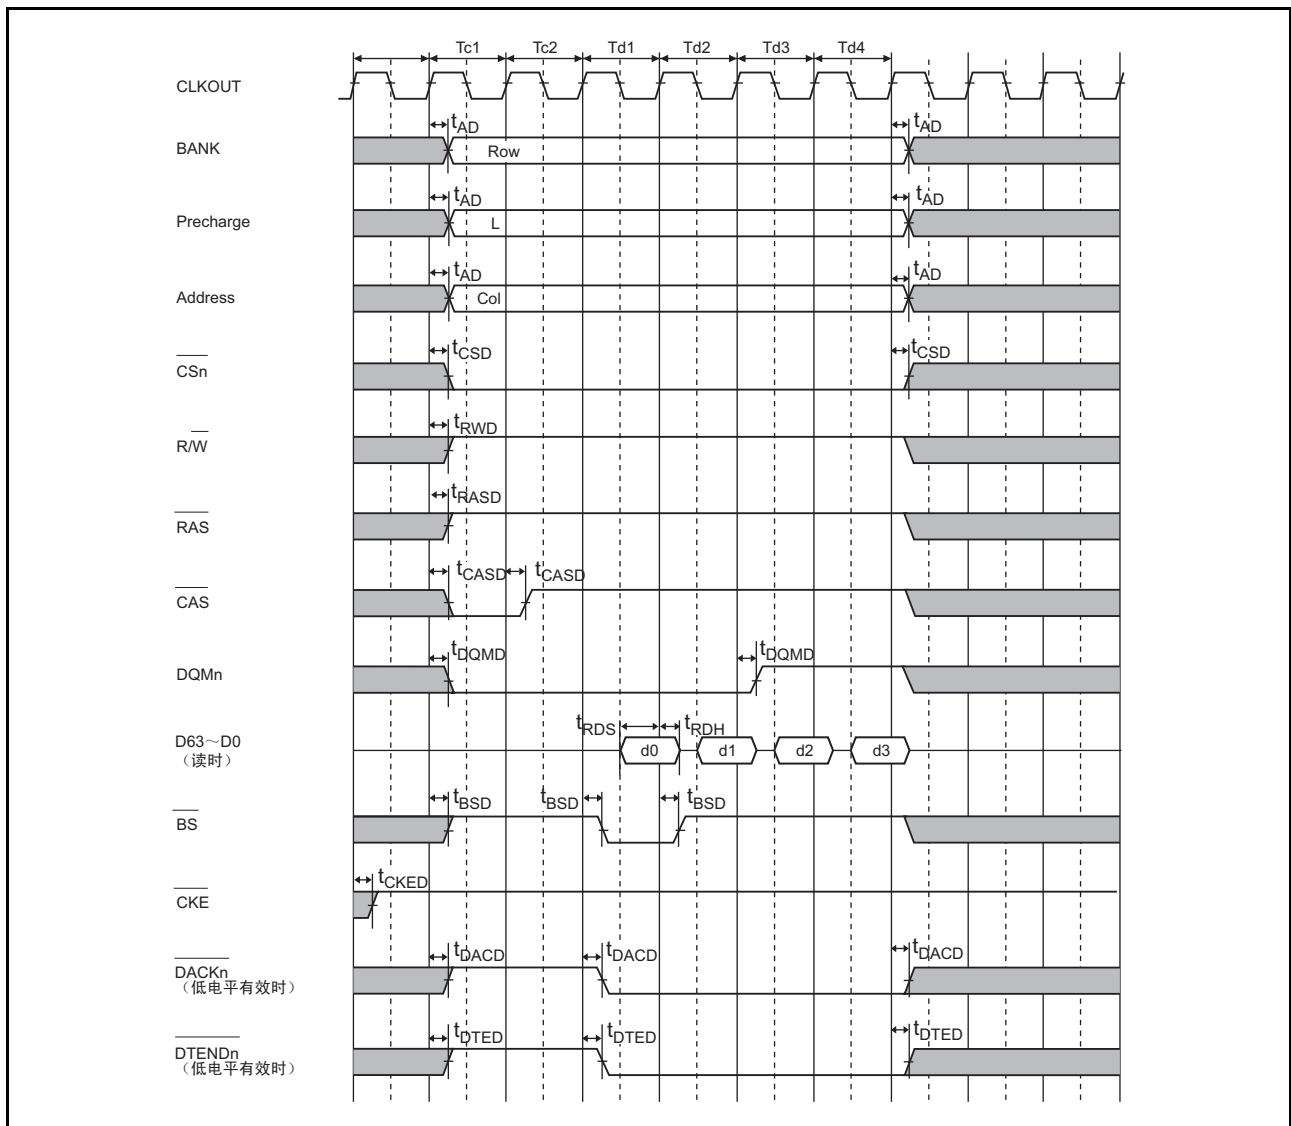 Tc1 Tc2 Td1 Td2 Td3 Td4
CLKOUT
tAD tAD
BANK Row
tAD tAD
Precharge L
tAD tAD
Address Col
tCSD tCSD
CSn
tRWD
R/W
tRASD
RAS
tCASD tCASD
CAS
tDQMD tDQMD
DQMn
tRDS tRDH
D63～D0 d0 d1 d2 d3
（读时）
tBSD tBSD tBSD
BS
tCKED
CKE
tDACD tDACD tDACD
DACKn
（低电平有效时）
tDTED tDTED tDTED
DTENDn
（低电平有效时）